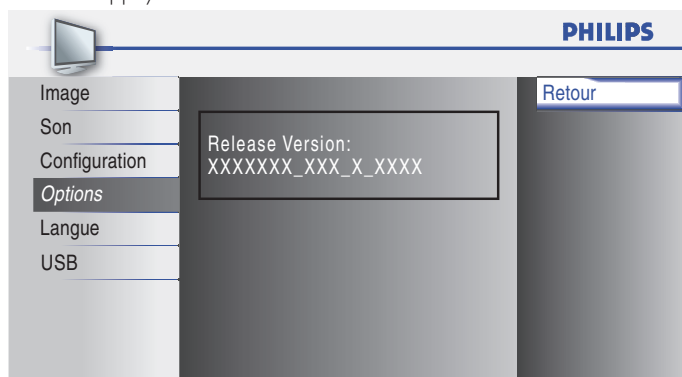 PHILIPS
Image
Son
Configuration
Options
Langue
USB
Release Version:
XXXXXXX_XXX_X_XXXX
Retour